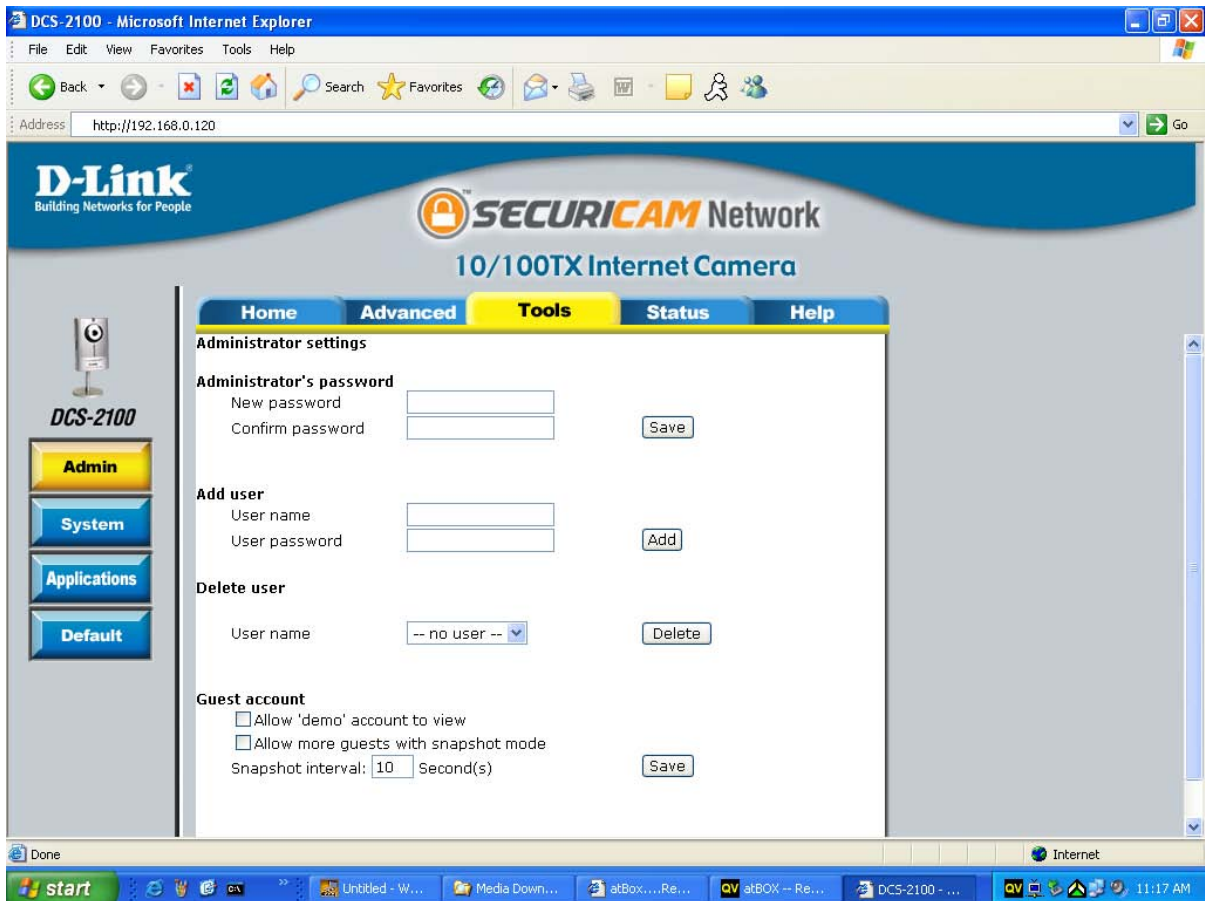 DCS-2100 - Microsoft Internet Explorer
File Edit View Favorites Tools Help
Back Search Favorites
Address http://192.168.0.120 Go
D-Link
Building Networks for People
SECURICAM Network
TM
10/100TX Internet Camera
Home Advanced Tools Status Help
DCS-2100
Admin
System
Applications
Default
Administrator settings
Administrator's password
New password
Confirm password Save
Add user
User name
User password Add
Delete user
User name -- no user -- Delete
Guest account
Allow 'demo' account to view
Allow more guests with snapshot mode
Snapshot interval: 10 Second(s) Save
Done Internet
start Untitled - W... Media Down... atBox....Re... QV atBOX -- Re... DCS-2100 - ... QV 11:17 AM